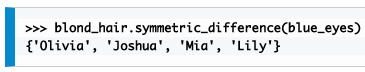 >>> blond_hair.symmetric_difference(blue_eyes)
{'Olivia', 'Joshua', 'Mia', 'Lily'}